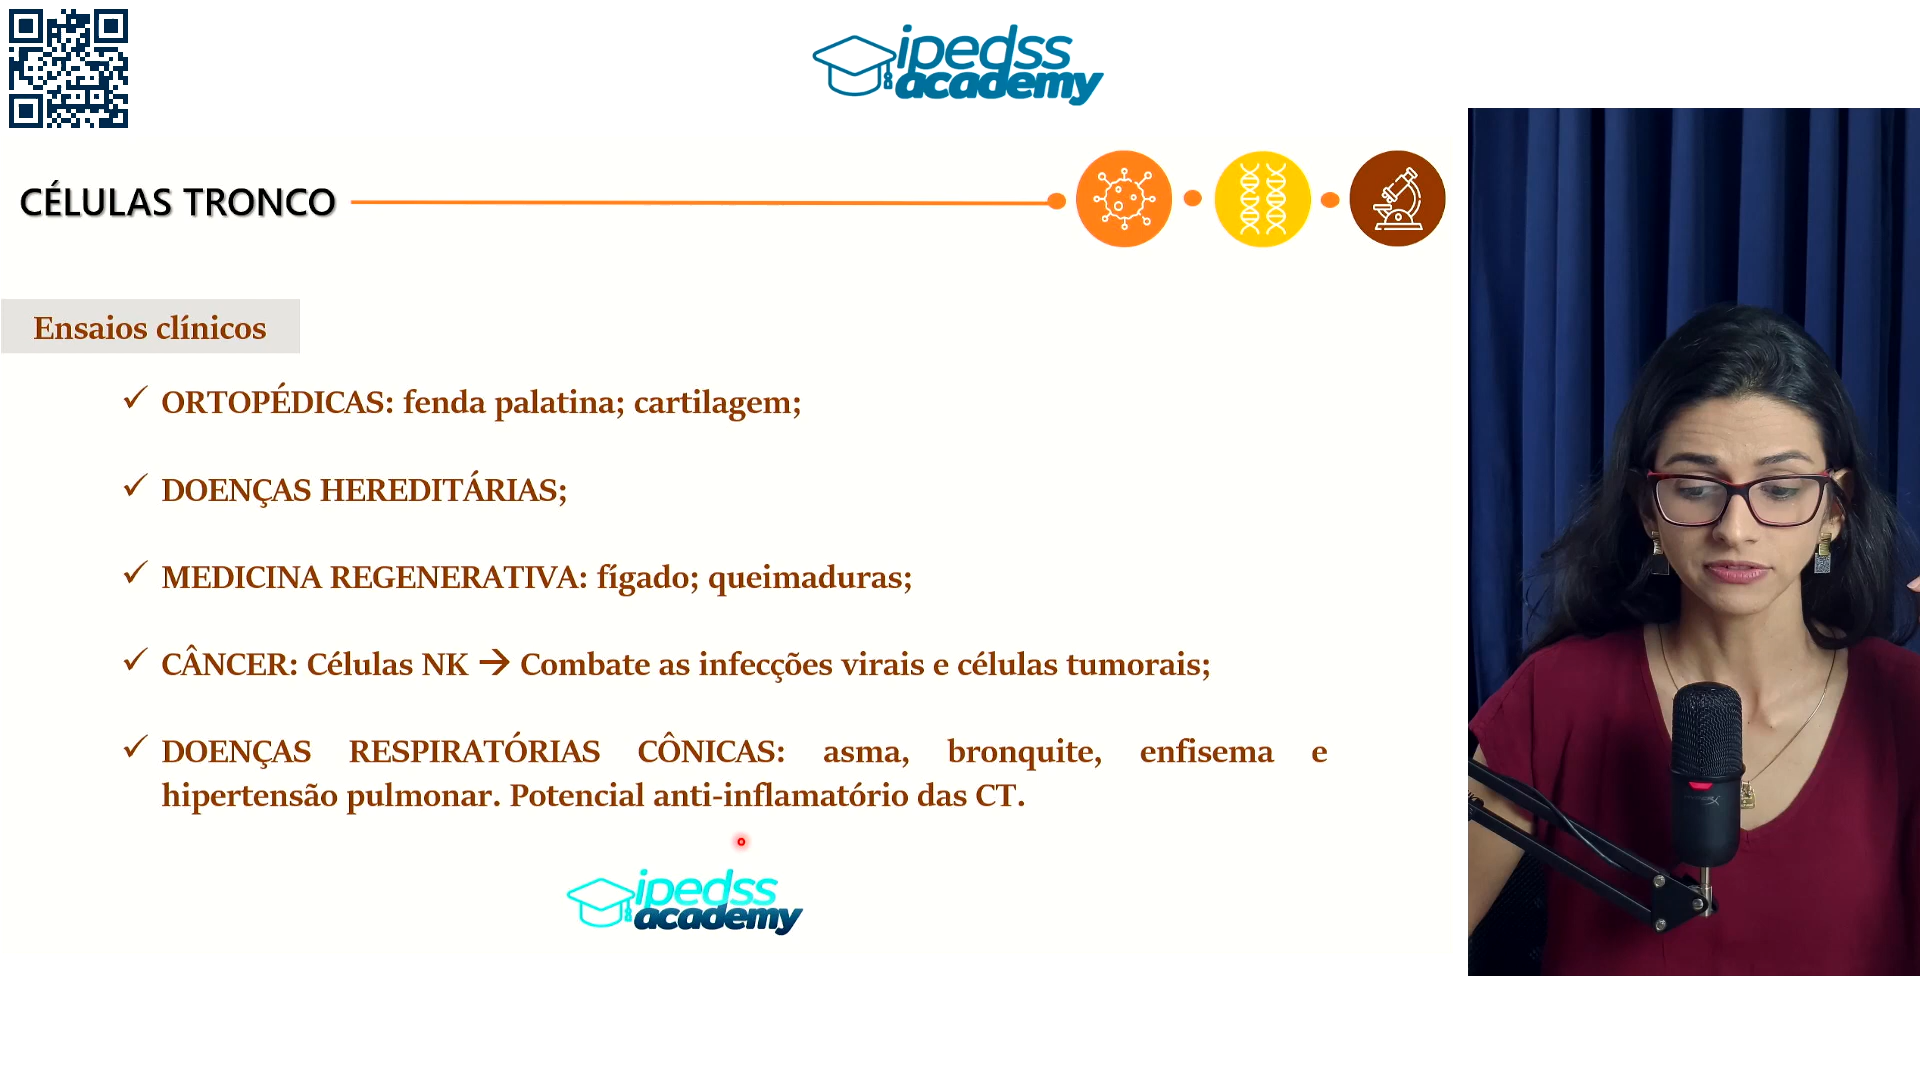 ipedss
academy
CÉLULAS TRONCO
Ensaios clínicos
✓ ORTOPÉDICAS: fenda palatina; cartilagem;
✓ DOENÇAS HEREDITÁRIAS;
✓ MEDICINA REGENERATIVA: fígado; queimaduras;
✓ CÂNCER: Células NK → Combate as infecções virais e células tumorais;
✓ DOENÇAS RESPIRATÓRIAS CÔNICAS: asma, bronquite, enfisema e
hipertensão pulmonar. Potencial anti-inflamatório das CT.
ipedss
academy